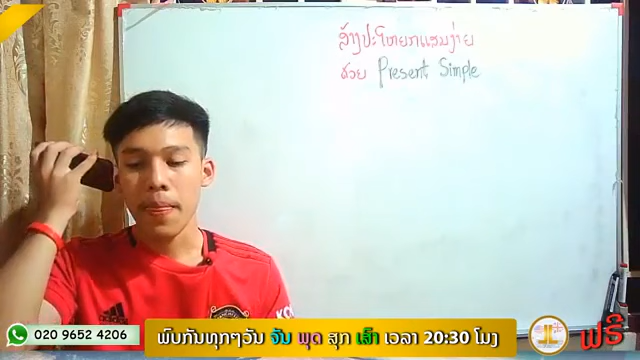 ສ້າງປະໂຫຍກແສນງ່າຍ
ດ້ວຍ Present Simple
020 9652 4206
ພົບກັນທຸກໆວັນ ຈັນ ພຸດ ສຸກ ເສົາ ເວລາ 20:30 ໂມງ
ຟຣີ